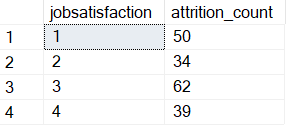 jobsatisfaction attrition_count
1 1 50
2 2 34
3 3 62
4 4 39